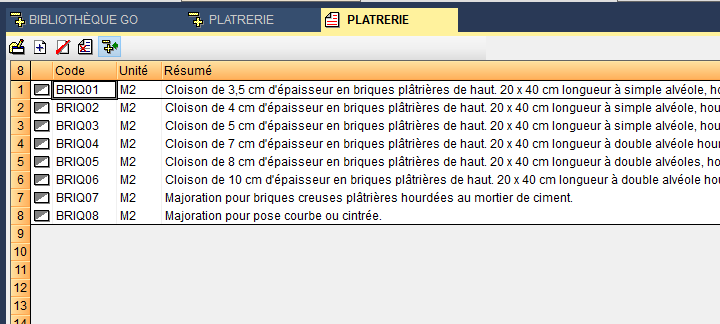 BIBLIOTHÈQUE GO PLATRERIE PLATRERIE
8 Code Unité Résumé
1 BRIQ01 M2 Cloison de 3,5 cm d'épaisseur en briques plâtrières de haut. 20 x 40 cm longueur à simple alvéole, ho
2 BRIQ02 M2 Cloison de 4 cm d'épaisseur en briques plâtrières de haut. 20 x 40 cm longueur à simple alvéole, hou
3 BRIQ03 M2 Cloison de 5 cm d'épaisseur en briques plâtrières de haut. 20 x 40 cm longueur à simple alvéole, hou
4 BRIQ04 M2 Cloison de 7 cm d'épaisseur en briques plâtrières de haut. 20 x 40 cm longueur à double alvéole hour
5 BRIQ05 M2 Cloison de 8 cm d'épaisseur en briques plâtrières de haut. 20 x 40 cm longueur à double alvéoles, ho
6 BRIQ06 M2 Cloison de 10 cm d'épaisseur en briques plâtrières de haut. 20 x 40 cm longueur à double alvéole hou
7 BRIQ07 M2 Majoration pour briques creuses plâtrières hourdées au mortier de ciment.
8 BRIQ08 M2 Majoration pour pose courbe ou cintrée.
9
10
11
12
13
14